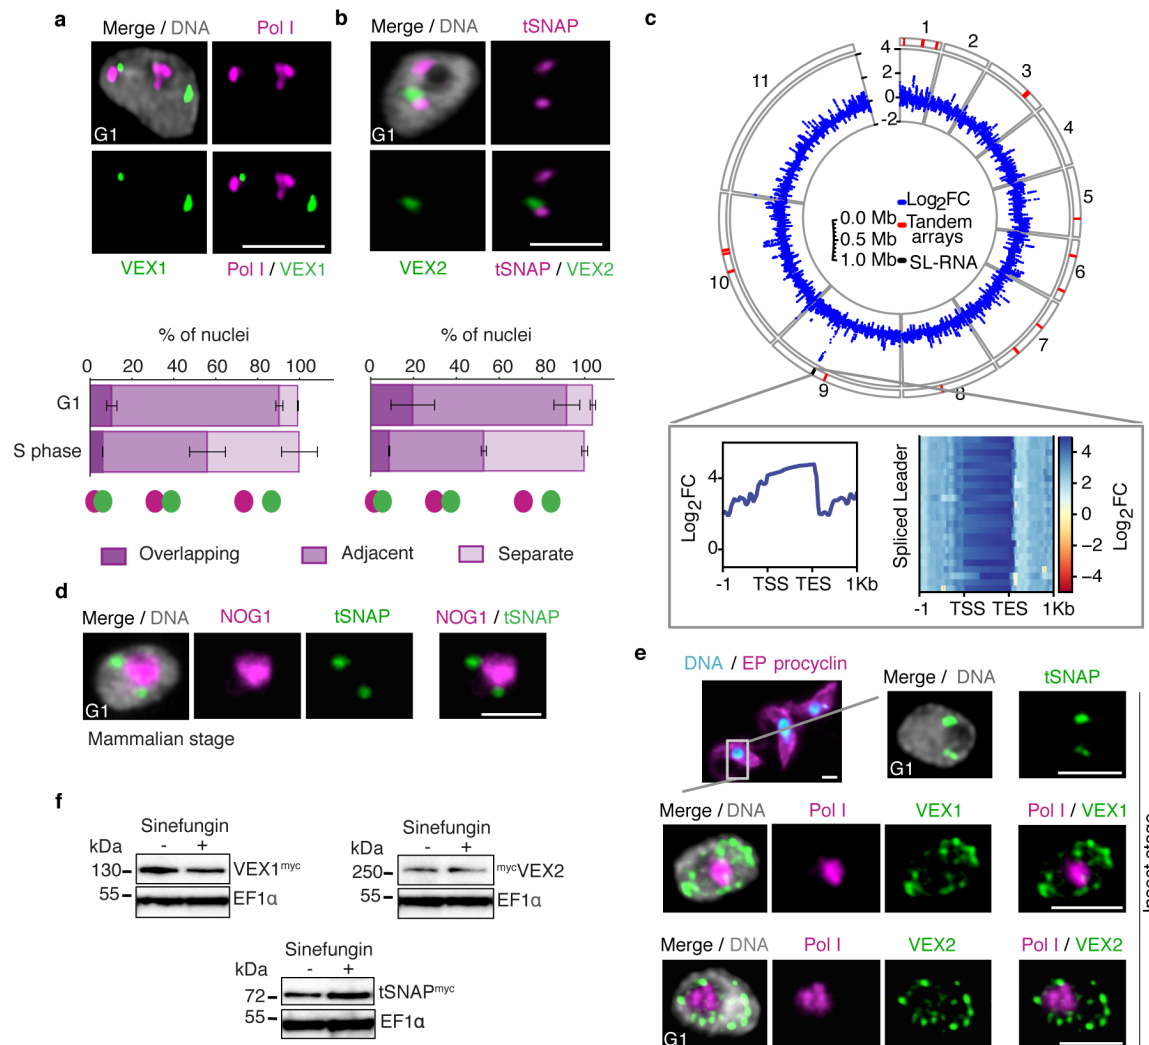 a
Merge / DNA
Pol I
G1
VEX1
Pol I / VEX1
% of nuclei
0 20 40 60 80 100
G1
S phase
b
Merge / DNA
tSNAP
G1
VEX2
tSNAP / VEX2
% of nuclei
0 20 40 60 80 100
Overlapping
Adjacent
Separate
c
1
2
3
4
5
6
7
8
9
10
11
4
2
0
-2
Log2FC
0.0 Mb
0.5 Mb
1.0 Mb
Tandem
arrays
SL-RNA
Log2FC
4
0
-1 TSS TES 1Kb
Spliced Leader
-1 TSS TES 1Kb
4
2
0
−2
−4
Log2FC
d
Merge / DNA
NOG1
tSNAP
NOG1 / tSNAP
G1
Mammalian stage
e
DNA / EP procyclin
Merge / DNA
tSNAP
G1
Merge / DNA
Pol I
VEX1
Pol I / VEX1
Merge / DNA
Pol I
VEX2
Pol I / VEX2
G1
f
Sinefungin
kDa
- +
130
VEX1myc
55
EF1α
Sinefungin
kDa
- +
250
mycVEX2
55
EF1α
Sinefungin
kDa
- +
72
tSNAPmyc
55
EF1α